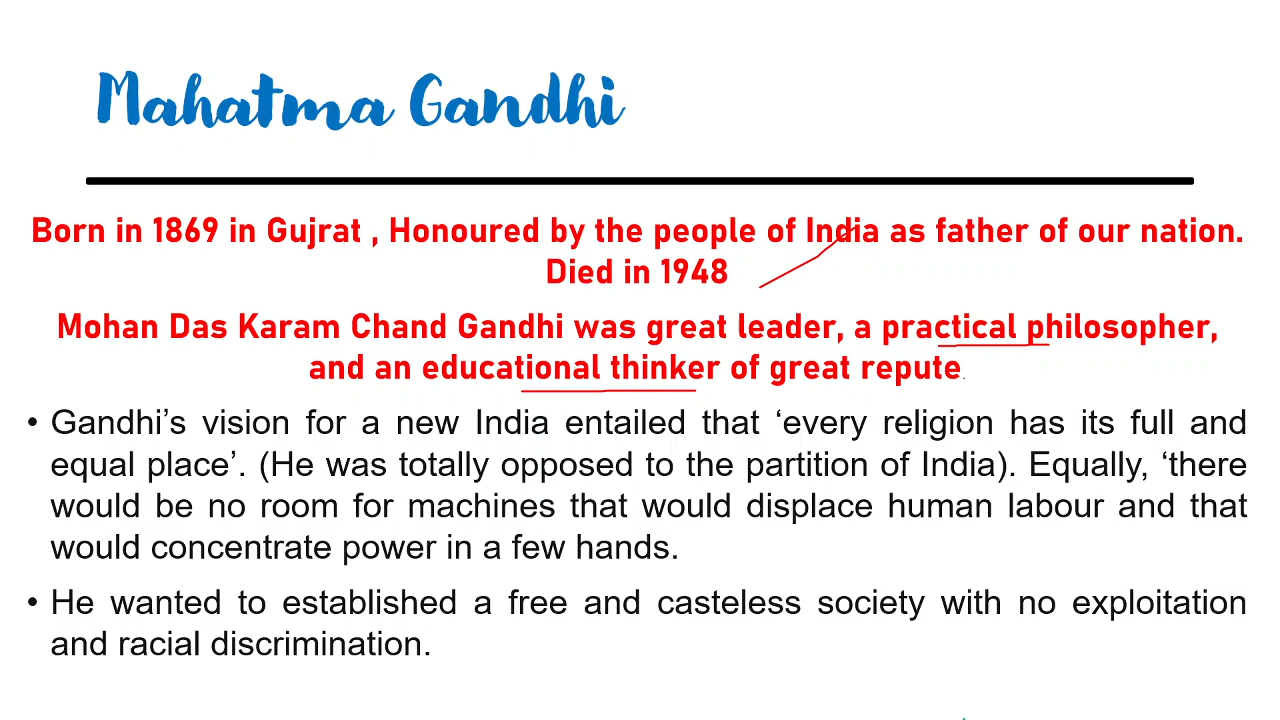 Mahatma Gandhi
Born in 1869 in Gujrat , Honoured by the people of India as father of our nation.
Died in 1948
Mohan Das Karam Chand Gandhi was great leader, a practical philosopher,
and an educational thinker of great repute.
• Gandhi’s vision for a new India entailed that ‘every religion has its full and
equal place’. (He was totally opposed to the partition of India). Equally, ‘there
would be no room for machines that would displace human labour and that
would concentrate power in a few hands.
• He wanted to established a free and casteless society with no exploitation
and racial discrimination.